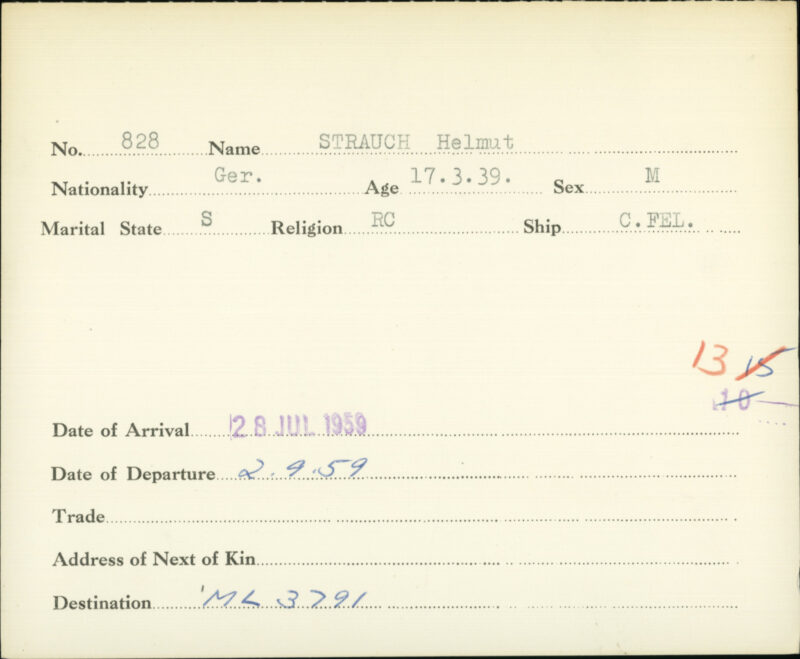 No. 828 Name STRAUCH Helmut
Nationality Ger. Age 17.3.39. Sex M
Marital State S Religion RC Ship C.FEL.
13 15
10
Date of Arrival 28 JUL 1959
Date of Departure 2.9.59
Trade
Address of Next of Kin
Destination ML 3791